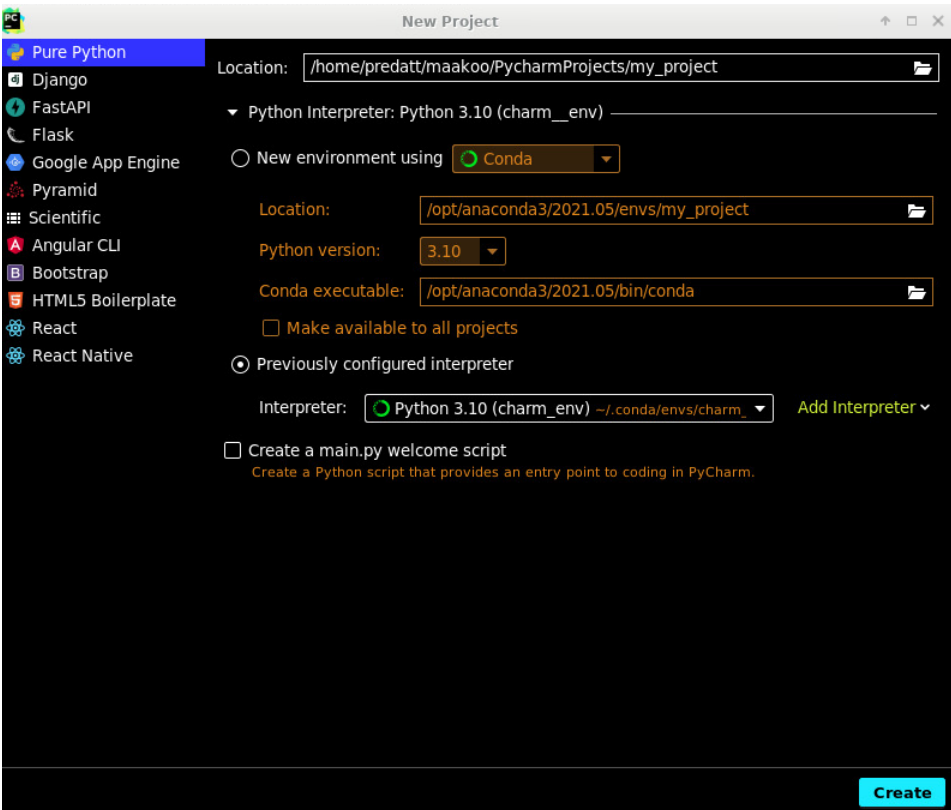 New Project
Pure Python
Django
FastAPI
Flask
Google App Engine
Pyramid
Scientific
Angular CLI
Bootstrap
HTML5 Boilerplate
React
React Native
Location: /home/predatt/maakoo/PycharmProjects/my_project
Python Interpreter: Python 3.10 (charm__env)
New environment using Conda
Location: /opt/anaconda3/2021.05/envs/my_project
Python version: 3.10
Conda executable: /opt/anaconda3/2021.05/bin/conda
Make available to all projects
Previously configured interpreter
Interpreter: Python 3.10 (charm_env) ~/.conda/envs/charm_ Add Interpreter
Create a main.py welcome script
Create a Python script that provides an entry point to coding in PyCharm.
Create